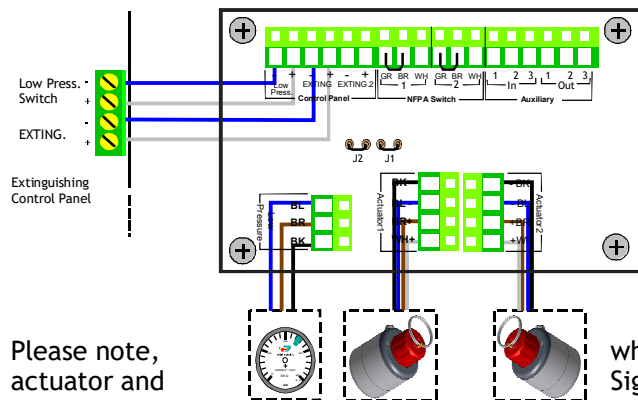 Low Press. -
Switch +
EXTING. -
+
Extinguishing
Control Panel
- + - + - +
Low Press. EXTING EXTING.2
Control Panel
GR BR WH GR BR WH
1 2
NFPA Switch
1 2 3 1 2 3
In Out
Auxiliary
J2 J1
BL
BR
BK
Low
Pressure
BK
BL -
BR+
WH+
Actuator1
-BK
-BL
+BR
+W
Actuator2
Please note,
actuator and
wh
Sig